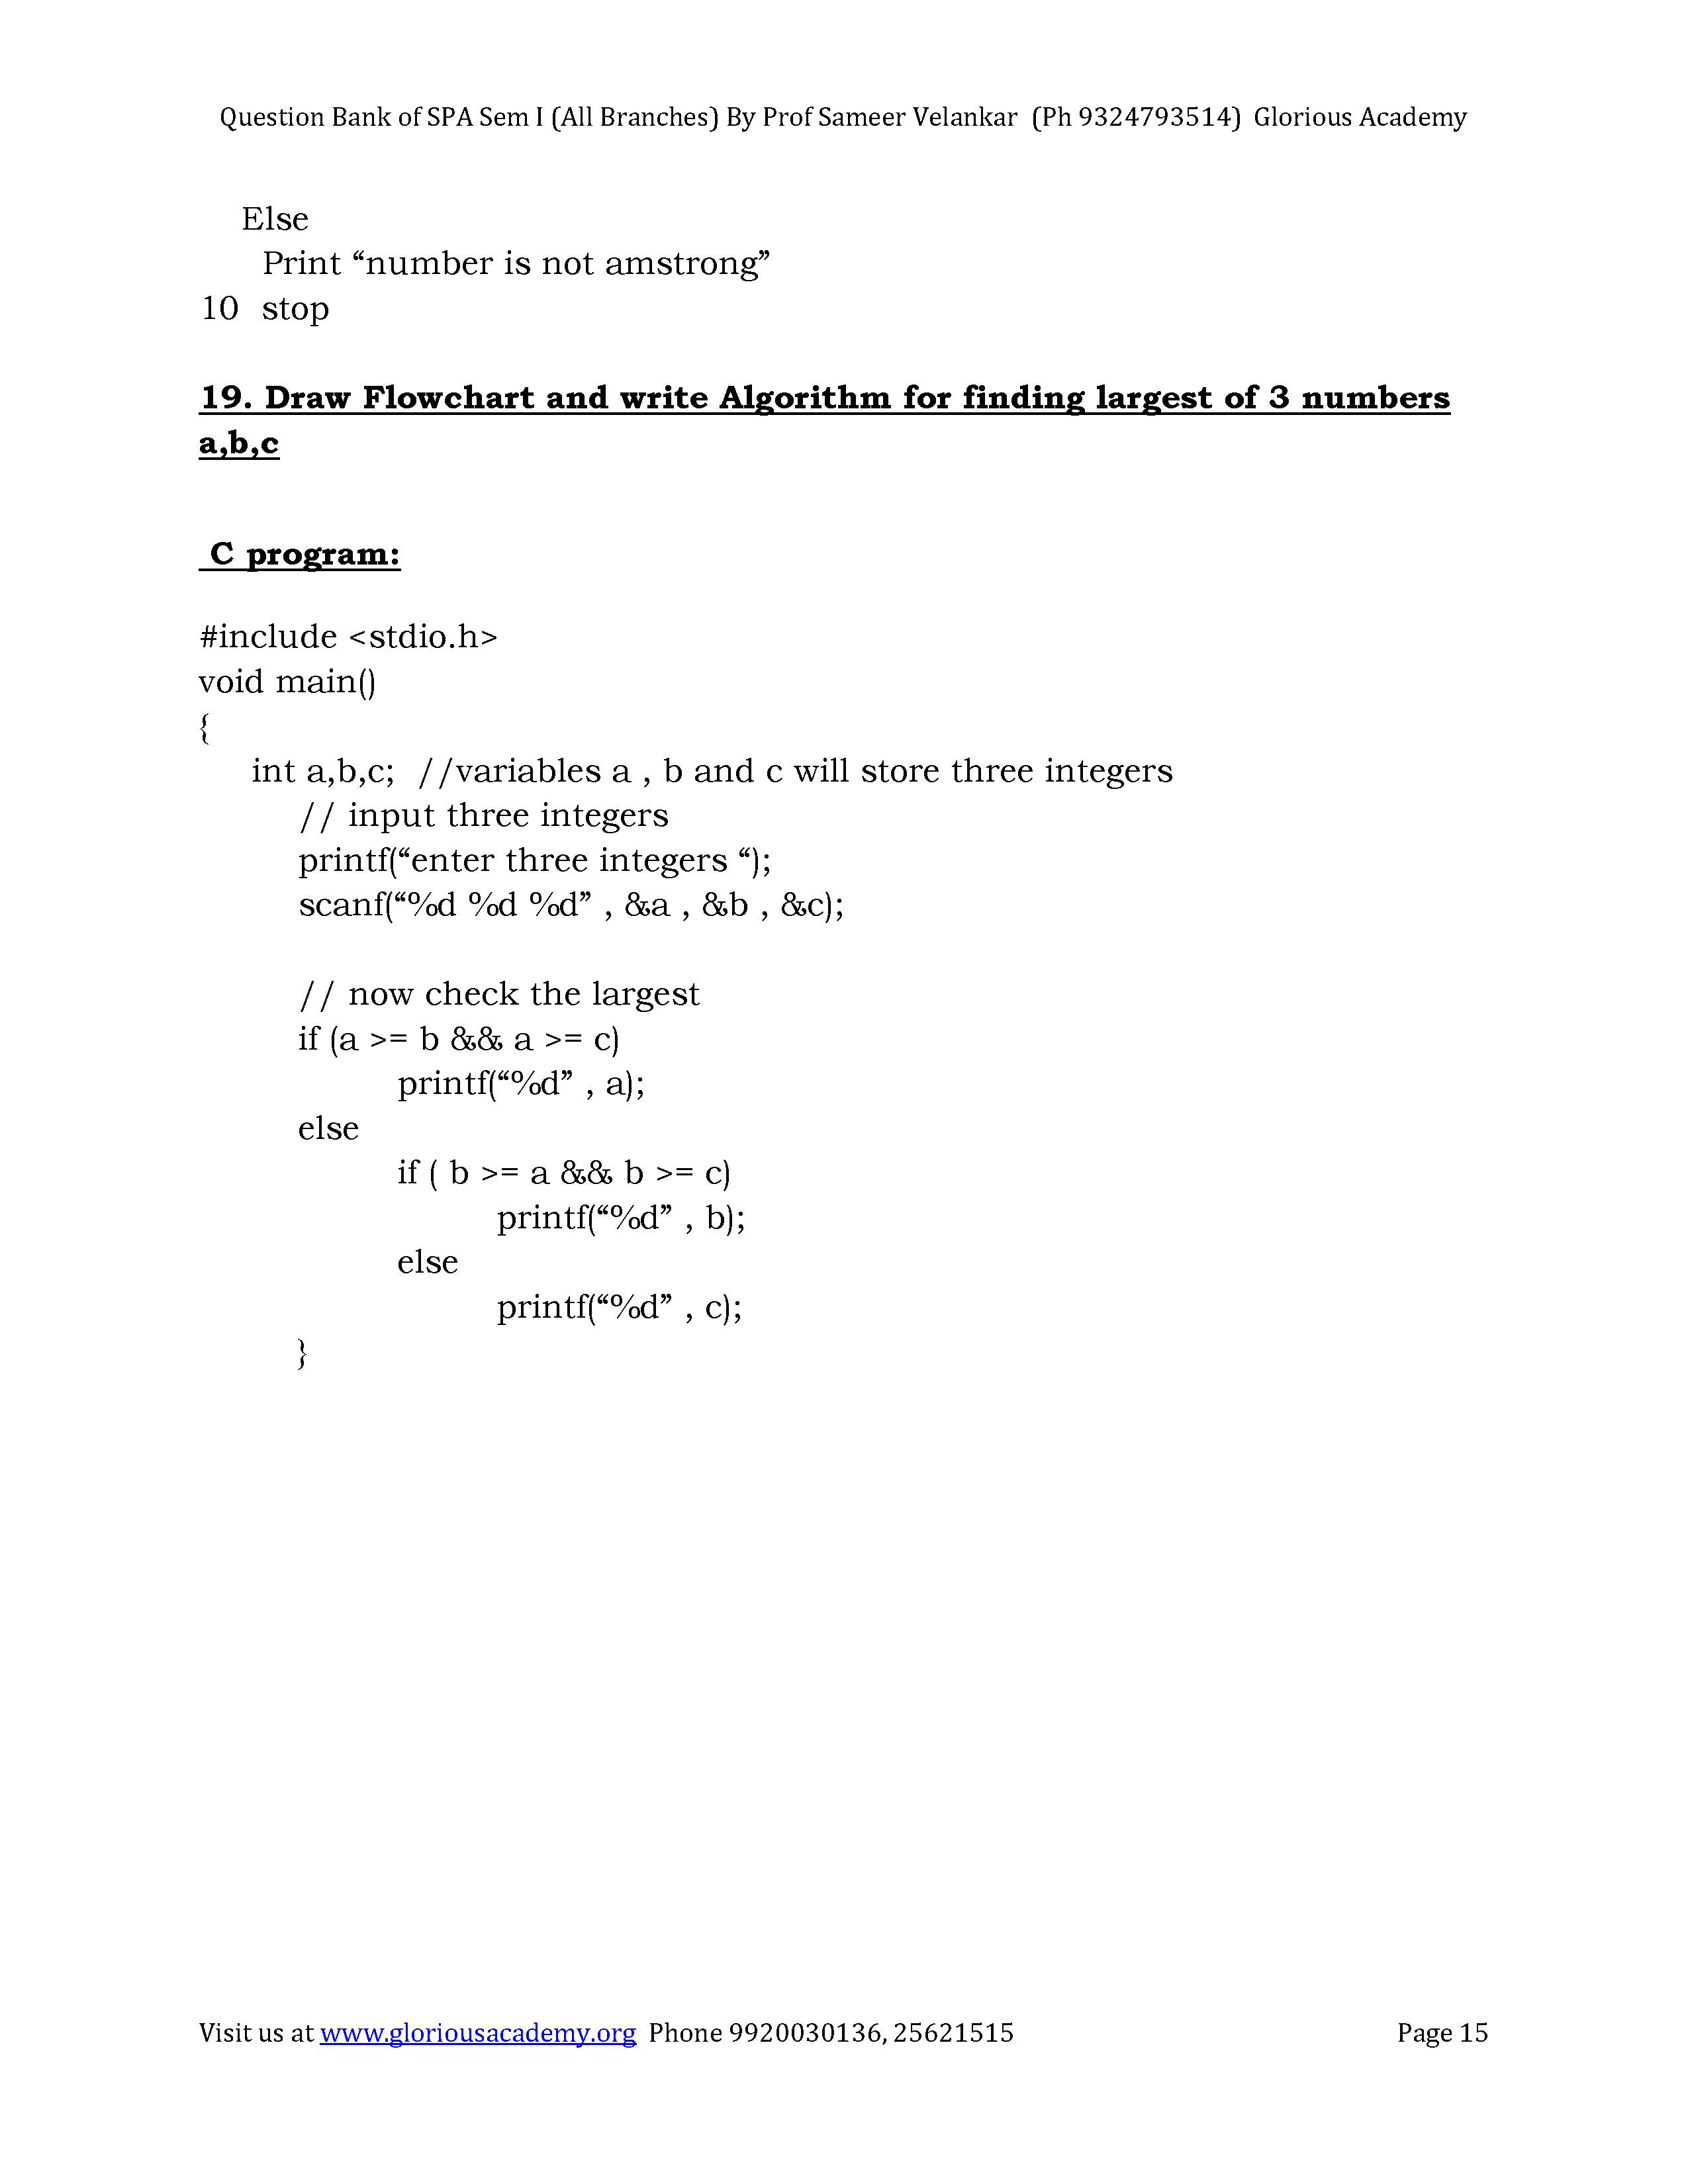 Question Bank of SPA Sem I (All Branches) By Prof Sameer Velankar (Ph 9324793514) Glorious Academy
Else
Print “number is not amstrong”
10 stop
19. Draw Flowchart and write Algorithm for finding largest of 3 numbers
a,b,c
C program:
#include <stdio.h>
void main()
{
int a,b,c; //variables a , b and c will store three integers
// input three integers
printf(“enter three integers “);
scanf(“%d %d %d” , &a , &b , &c);
// now check the largest
if (a >= b && a >= c)
printf(“%d” , a);
else
if ( b >= a && b >= c)
printf(“%d” , b);
else
printf(“%d” , c);
}
Visit us at www.gloriousacademy.org Phone 9920030136, 25621515 Page 15